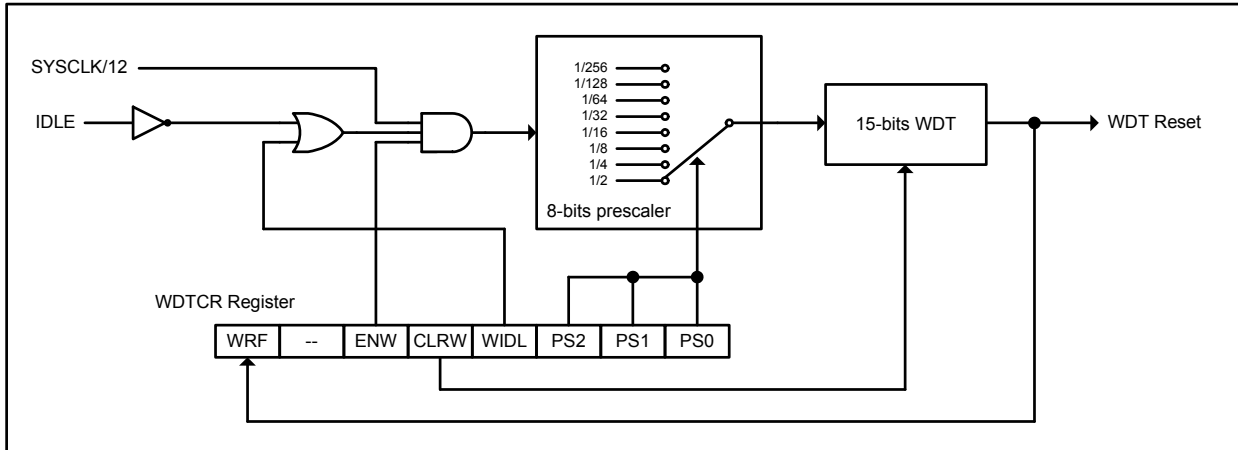 SYSCLK/12
IDLE
1/256
1/128
1/64
1/32
1/16
1/8
1/4
1/2
8-bits prescaler
15-bits WDT
WDT Reset
WDTCR Register
WRF -- ENW CLRW WIDL PS2 PS1 PS0